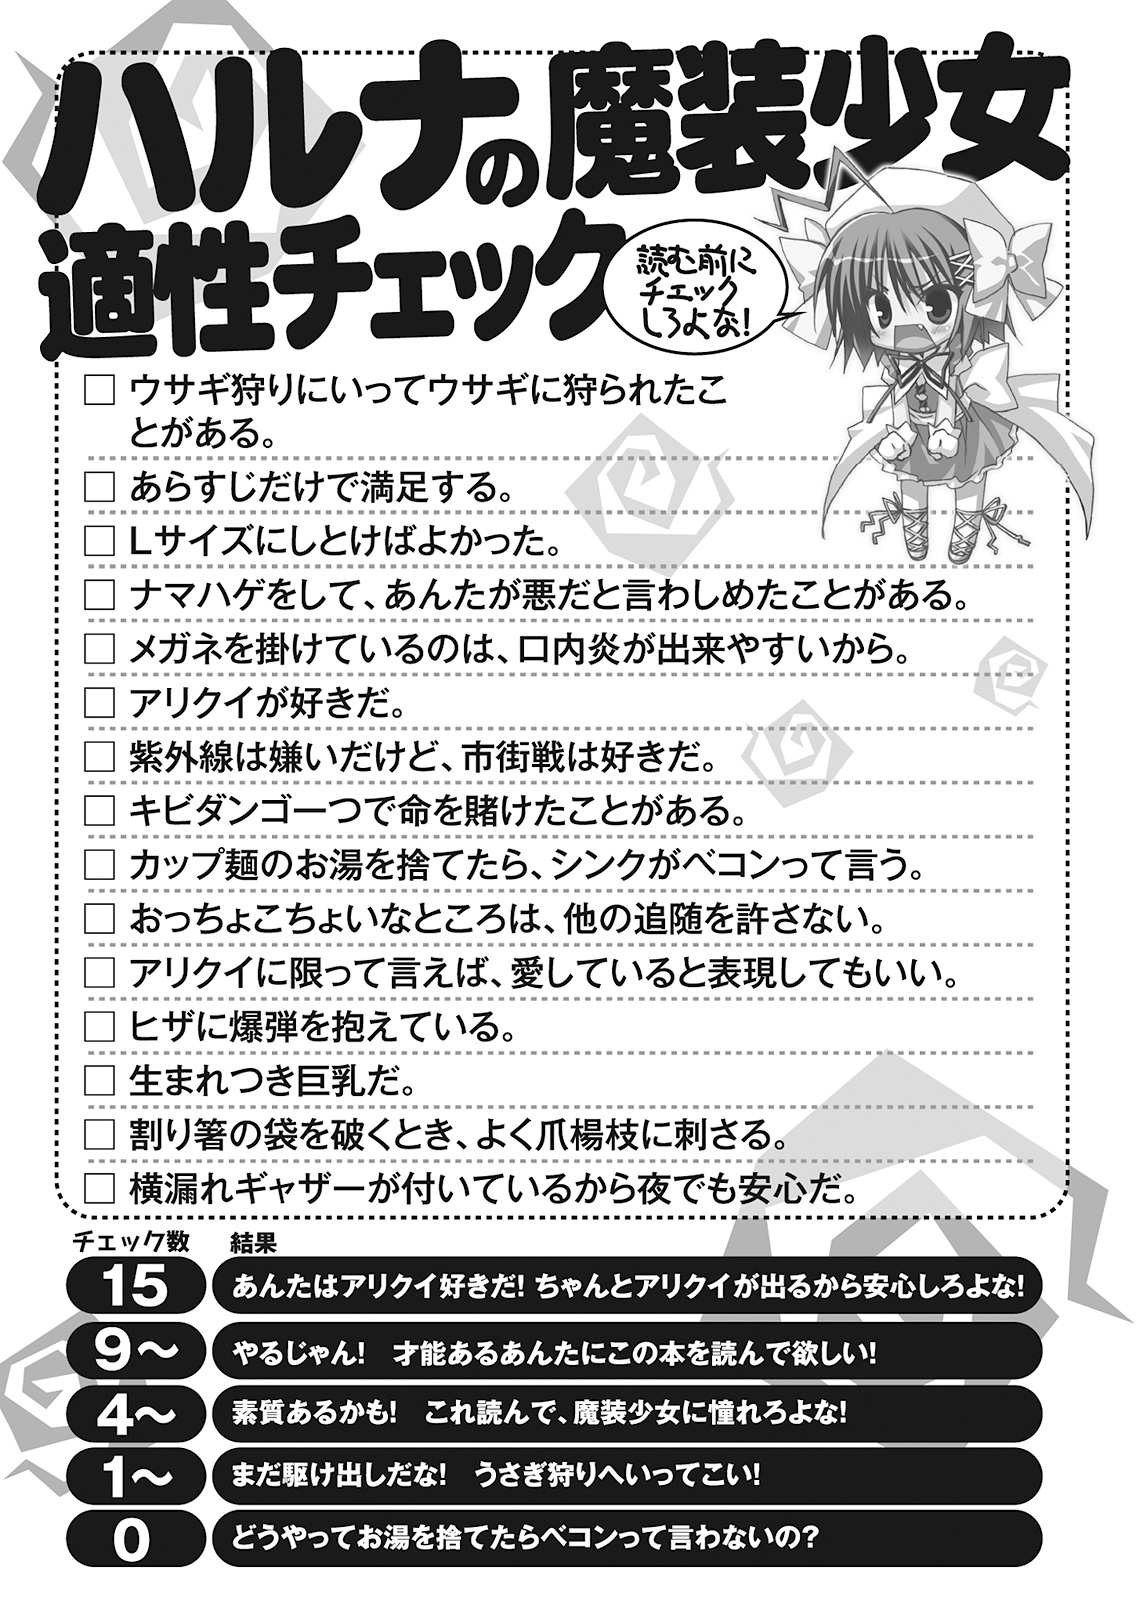 ハルナの魔装少女
適性チェック
読む前に
チェック
しろよな!
□ ウサギ狩りにいってウサギに狩られたこ
とがある。
□ あらすじだけで満足する。
□ Lサイズにしとけばよかった。
□ ナマハゲをして、あんたが悪だと言わしめたことがある。
□ メガネを掛けているのは、口内炎が出来やすいから。
□ アリクイが好きだ。
□ 紫外線は嫌いだけど、市街戦は好きだ。
□ キビダンゴ一つで命を賭けたことがある。
□ カップ麺のお湯を捨てたら、シンクがベコンって言う。
□ おっちょこちょいなところは、他の追随を許さない。
□ アリクイに限って言えば、愛していると表現してもいい。
□ ヒザに爆弾を抱えている。
□ 生まれつき巨乳だ。
□ 割り箸の袋を破くとき、よく爪楊枝に刺さる。
□ 横漏れギャザーが付いているから夜でも安心だ。
チェック数 結果
15 あんたはアリクイ好きだ! ちゃんとアリクイが出るから安心しろよな!
9〜 やるじゃん! 才能あるあんたにこの本を読んで欲しい!
4〜 素質あるかも! これ読んで、魔装少女に憧れろよな!
1〜 まだ駆け出しだな! うさぎ狩りへいってこい!
0 どうやってお湯を捨てたらベコンって言わないの?